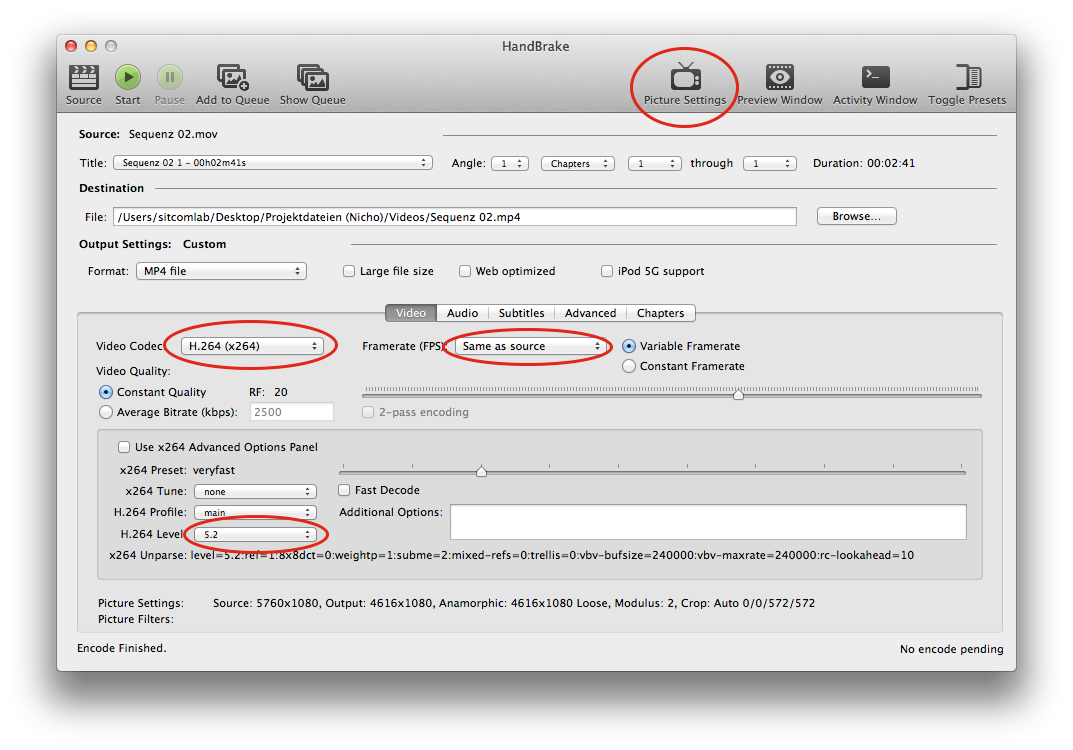 HandBrake
Source Start Pause Add to Queue Show Queue Picture Settings Preview Window Activity Window Toggle Presets
Source: Sequenz 02.mov
Title: Sequenz 02 1 - 00h02m41s Angle: 1 Chapters 1 through 1 Duration: 00:02:41
Destination
File: /Users/sitcomlab/Desktop/Projektdateien (Nicho)/Videos/Sequenz 02.mp4 Browse...
Output Settings: Custom
Format: MP4 file Large file size Web optimized iPod 5G support
Video Audio Subtitles Advanced Chapters
Video Codec: H.264 (x264) Framerate (FPS) Same as source Variable Framerate
Constant Framerate
Video Quality:
Constant Quality RF: 20
Average Bitrate (kbps): 2500 2-pass encoding
Use x264 Advanced Options Panel
x264 Preset: veryfast
x264 Tune: none Fast Decode
H.264 Profile: main Additional Options:
H.264 Level 5.2
x264 Unparse: level=5.2:ref=1:8x8dct=0:weightp=1:subme=2:mixed-refs=0:trellis=0:vbv-bufsize=240000:vbv-maxrate=240000:rc-lookahead=10
Picture Settings: Source: 5760x1080, Output: 4616x1080, Anamorphic: 4616x1080 Loose, Modulus: 2, Crop: Auto 0/0/572/572
Picture Filters:
Encode Finished. No encode pending